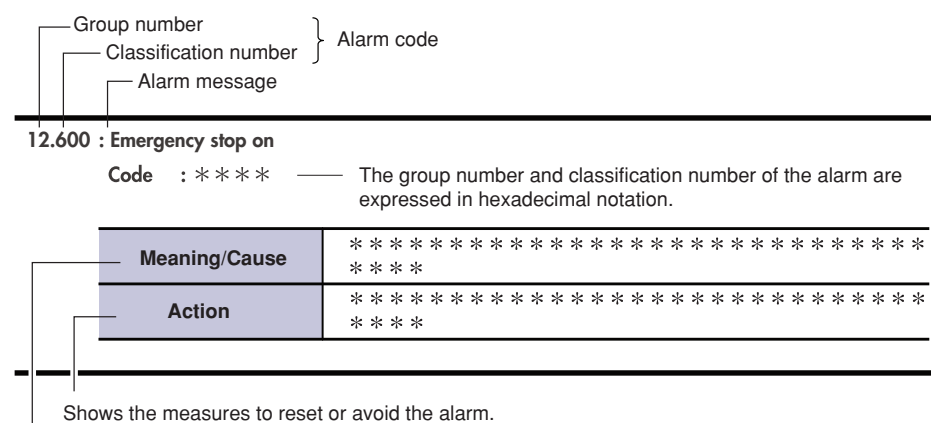 Group number
Classification number
Alarm code
Alarm message
12.600 : Emergency stop on
Code : ＊＊＊＊ The group number and classification number of the alarm are
expressed in hexadecimal notation.
Meaning/Cause ＊＊＊＊＊＊＊＊＊＊＊＊＊＊＊＊＊＊＊＊＊＊＊＊＊＊＊＊＊
＊＊＊＊
Action ＊＊＊＊＊＊＊＊＊＊＊＊＊＊＊＊＊＊＊＊＊＊＊＊＊＊＊＊＊
＊＊＊＊
Shows the measures to reset or avoid the alarm.